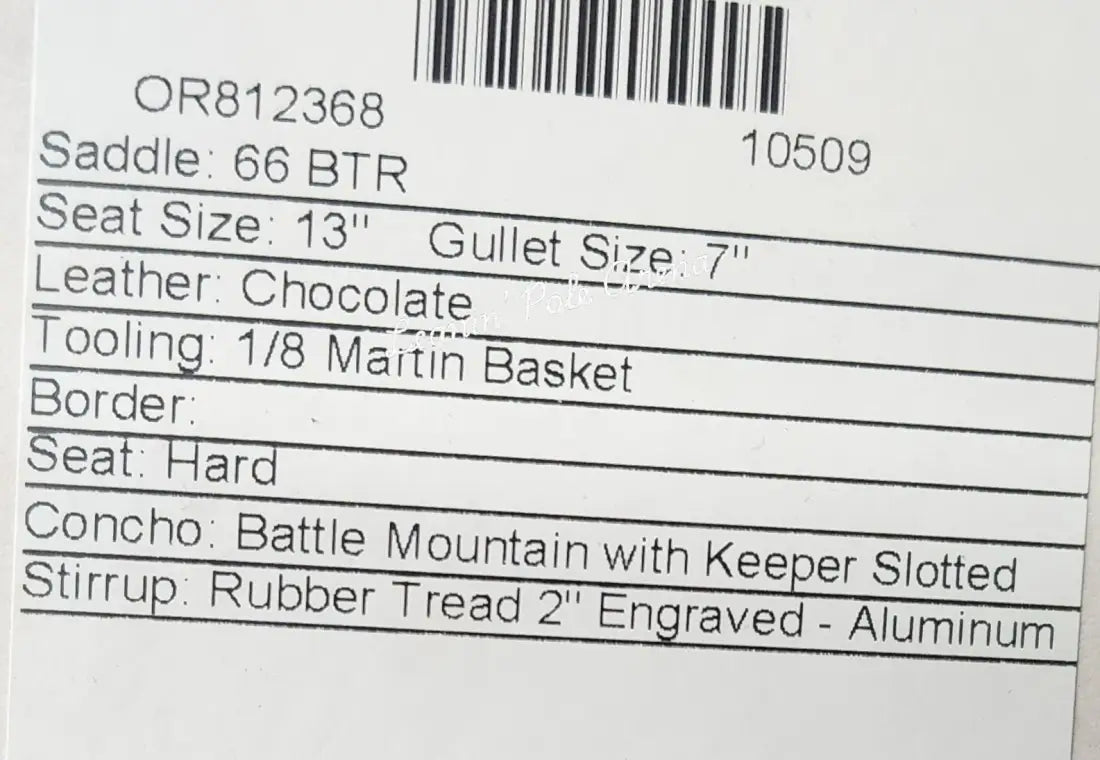 OR812368
10509
Saddle: 66 BTR
Seat Size: 13" Gullet Size: 7"
Leather: Chocolate
Tooling: 1/8 Martin Basket
Border:
Seat: Hard
Concho: Battle Mountain with Keeper Slotted
Stirrup: Rubber Tread 2" Engraved - Aluminum